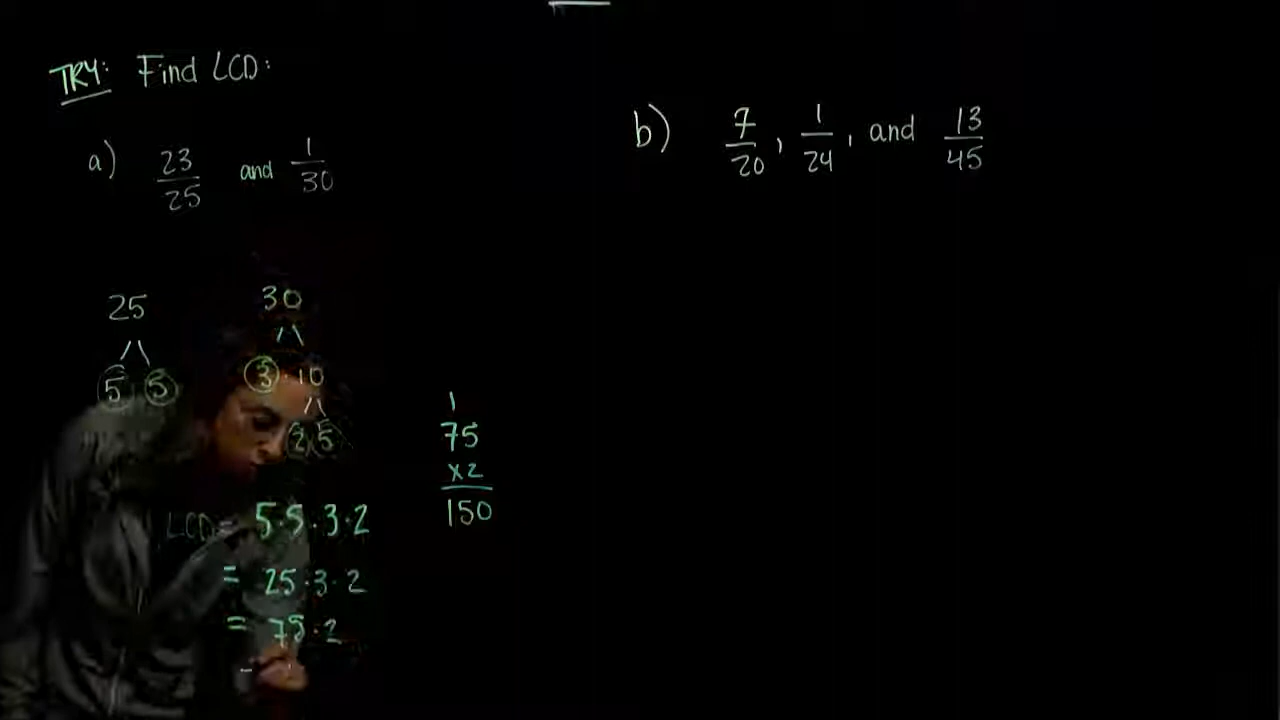 TRY: Find LCD:
a) 23/25 and 1/30
25
5 5
30
3 · 10
2 5
LCD = 5·5·3·2
= 25·3·2
= 75·2
1
75
x2
150
b) 7/20, 1/24, and 13/45